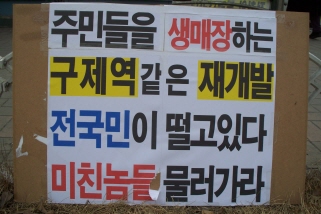 주민들을 생매장하는
구제역같은 재개발
전국민이 떨고있다
미친놈들 물러가라